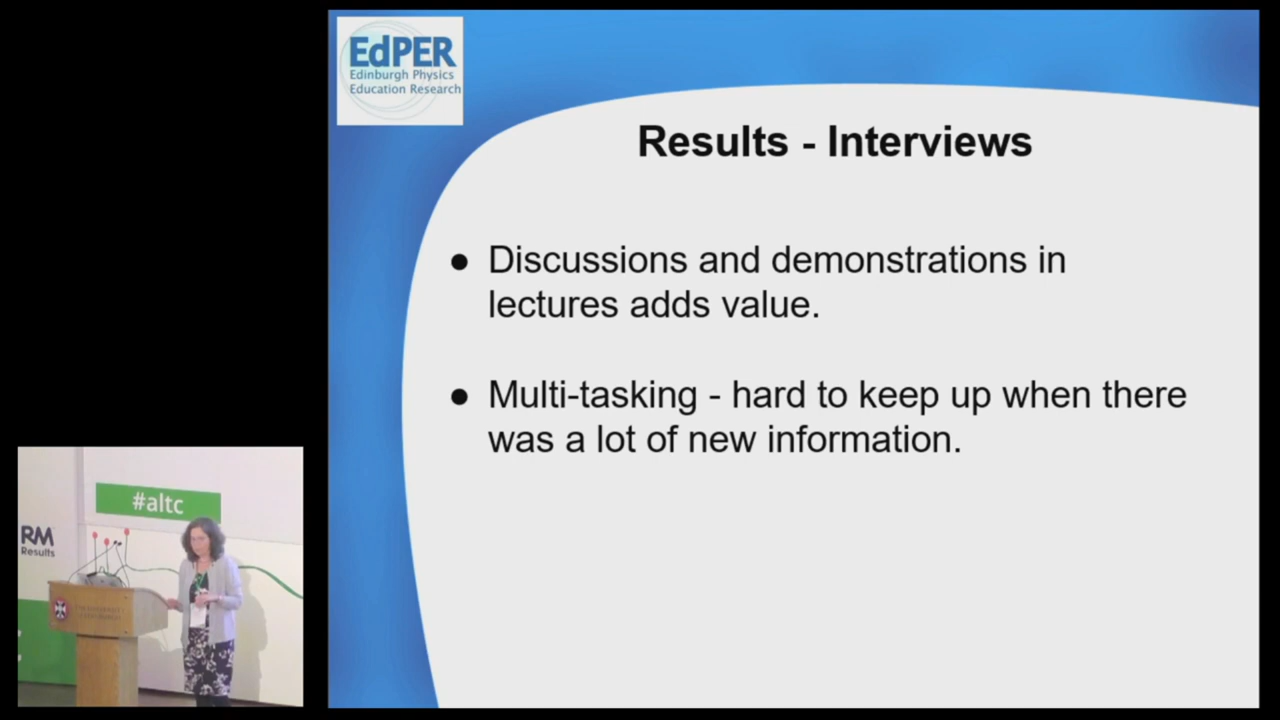 EdPER
Edinburgh Physics
Education Research
Results - Interviews
● Discussions and demonstrations in
lectures adds value.
● Multi-tasking - hard to keep up when there
was a lot of new information.
#altc
RM
Results